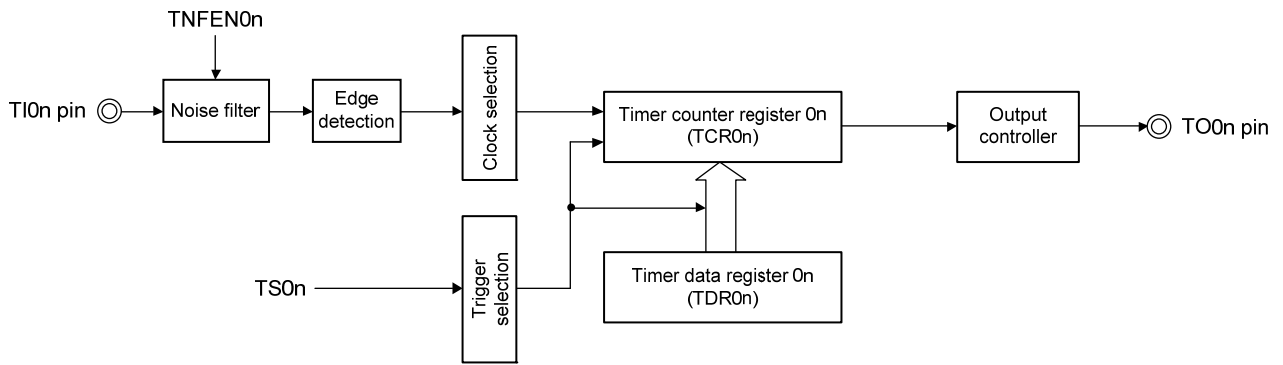 TNFEN0n
TI0n pin
Noise filter
Edge
detection
Clock selection
Timer counter register 0n
(TCR0n)
Output
controller
TO0n pin
TS0n
Trigger
selection
Timer data register 0n
(TDR0n)